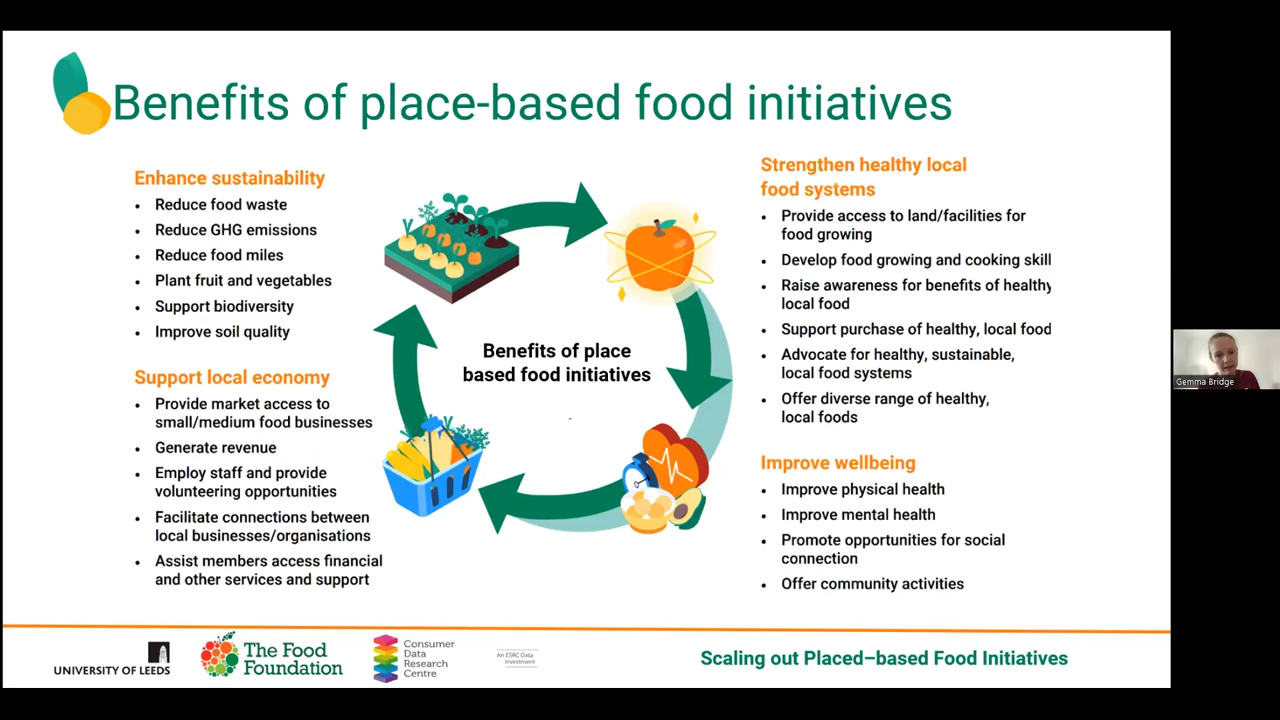 Benefits of place-based food initiatives
Enhance sustainability
• Reduce food waste
• Reduce GHG emissions
• Reduce food miles
• Plant fruit and vegetables
• Support biodiversity
• Improve soil quality
Support local economy
• Provide market access to
small/medium food businesses
• Generate revenue
• Employ staff and provide
volunteering opportunities
• Facilitate connections between
local businesses/organisations
• Assist members access financial
and other services and support
Benefits of place
based food initiatives
Strengthen healthy local
food systems
• Provide access to land/facilities for
food growing
• Develop food growing and cooking skill
• Raise awareness for benefits of healthy
local food
• Support purchase of healthy, local food
• Advocate for healthy, sustainable,
local food systems
• Offer diverse range of healthy,
local foods
Improve wellbeing
• Improve physical health
• Improve mental health
• Promote opportunities for social
connection
• Offer community activities
Gemma Bridge
UNIVERSITY OF LEEDS
The Food
Foundation
Consumer
Data
Research
Centre
An ESRC Data
Investment
Scaling out Placed–based Food Initiatives